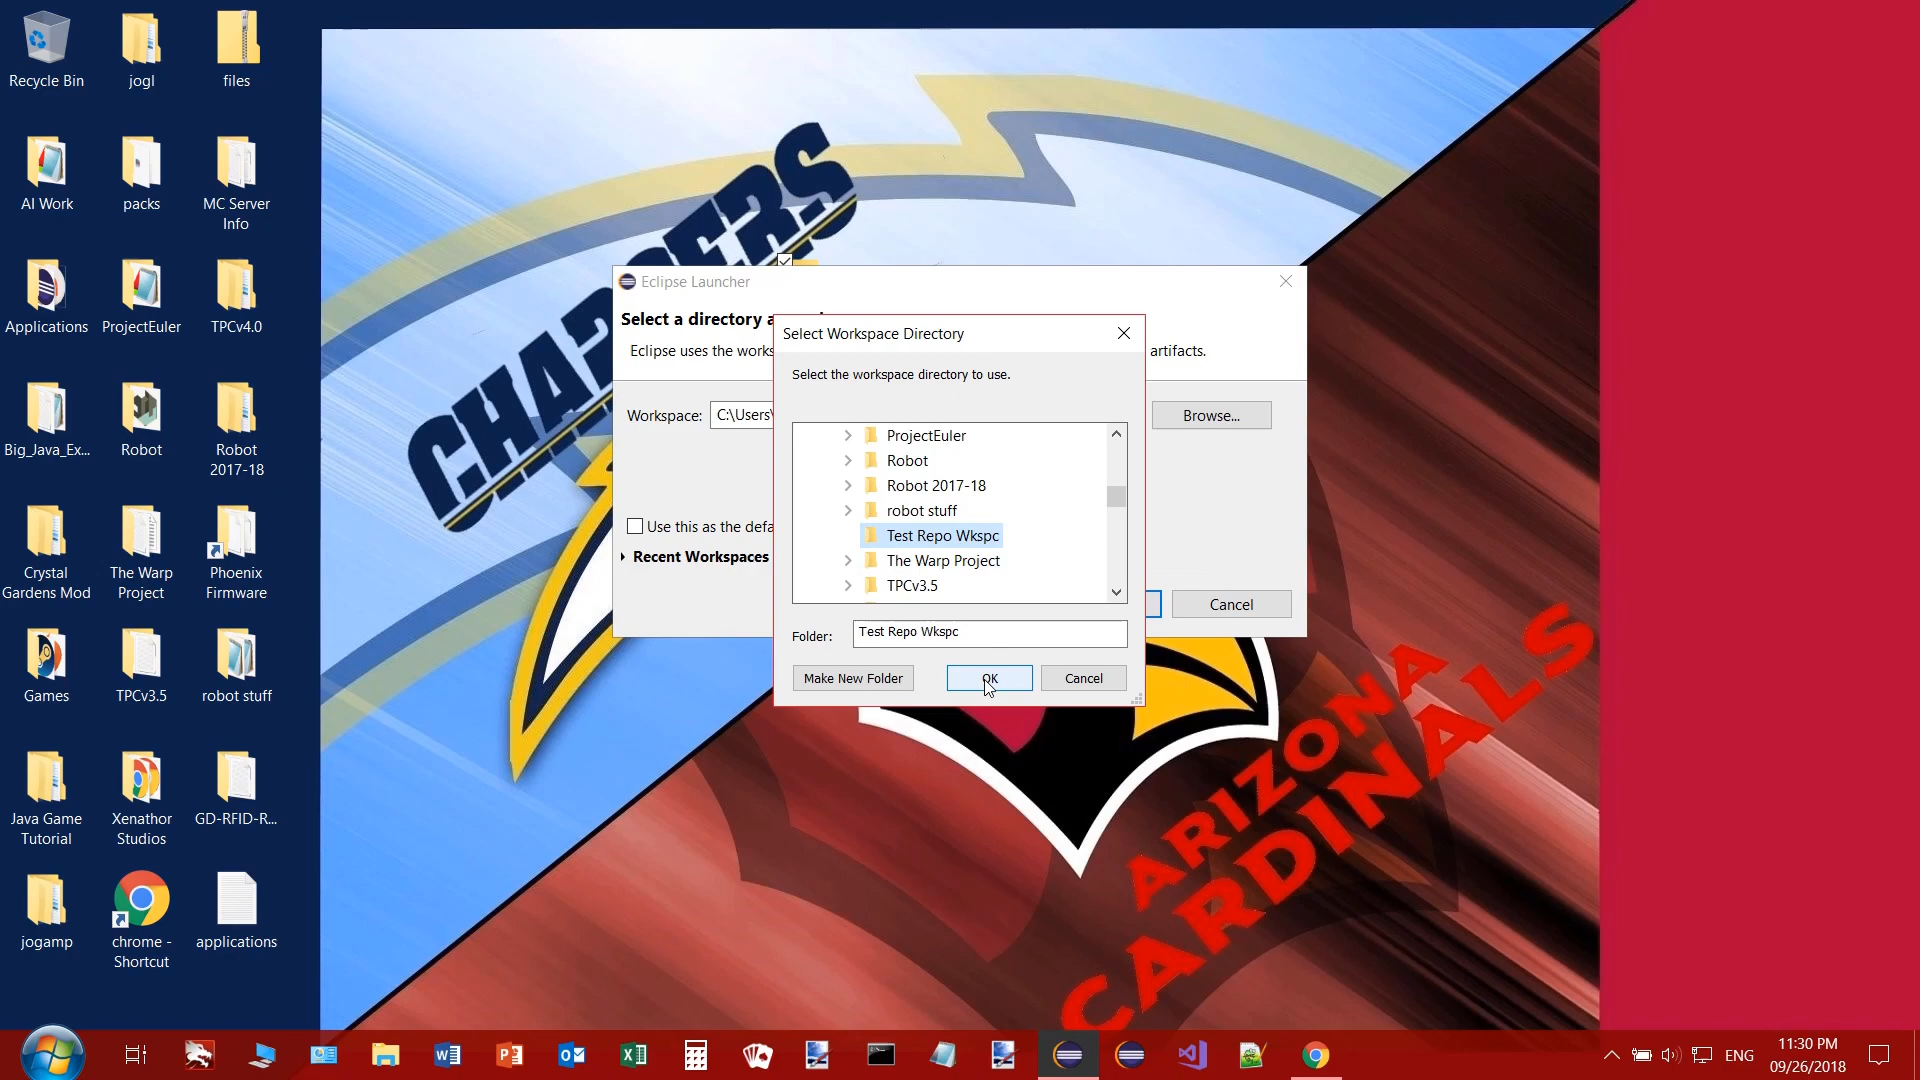 Recycle Bin
jogl
files
AI Work
packs
MC Server
Info
Applications
ProjectEuler
TPCv4.0
Big_Java_Ex...
Robot
Robot
2017-18
Crystal
Gardens Mod
The Warp
Project
Phoenix
Firmware
Games
TPCv3.5
robot stuff
Java Game
Tutorial
Xenathor
Studios
GD-RFID-R...
jogamp
chrome -
Shortcut
applications
CHARGERS
ARIZONA
CARDINALS
Eclipse Launcher
Select a directory a
Eclipse uses the works
artifacts.
Workspace:
C:\Users\
Browse...
Use this as the defa
Recent Workspaces
Cancel
Select Workspace Directory
Select the workspace directory to use.
ProjectEuler
Robot
Robot 2017-18
robot stuff
Test Repo Wkspc
The Warp Project
TPCv3.5
Folder:
Test Repo Wkspc
Make New Folder
OK
Cancel
ENG
11:30 PM
09/26/2018